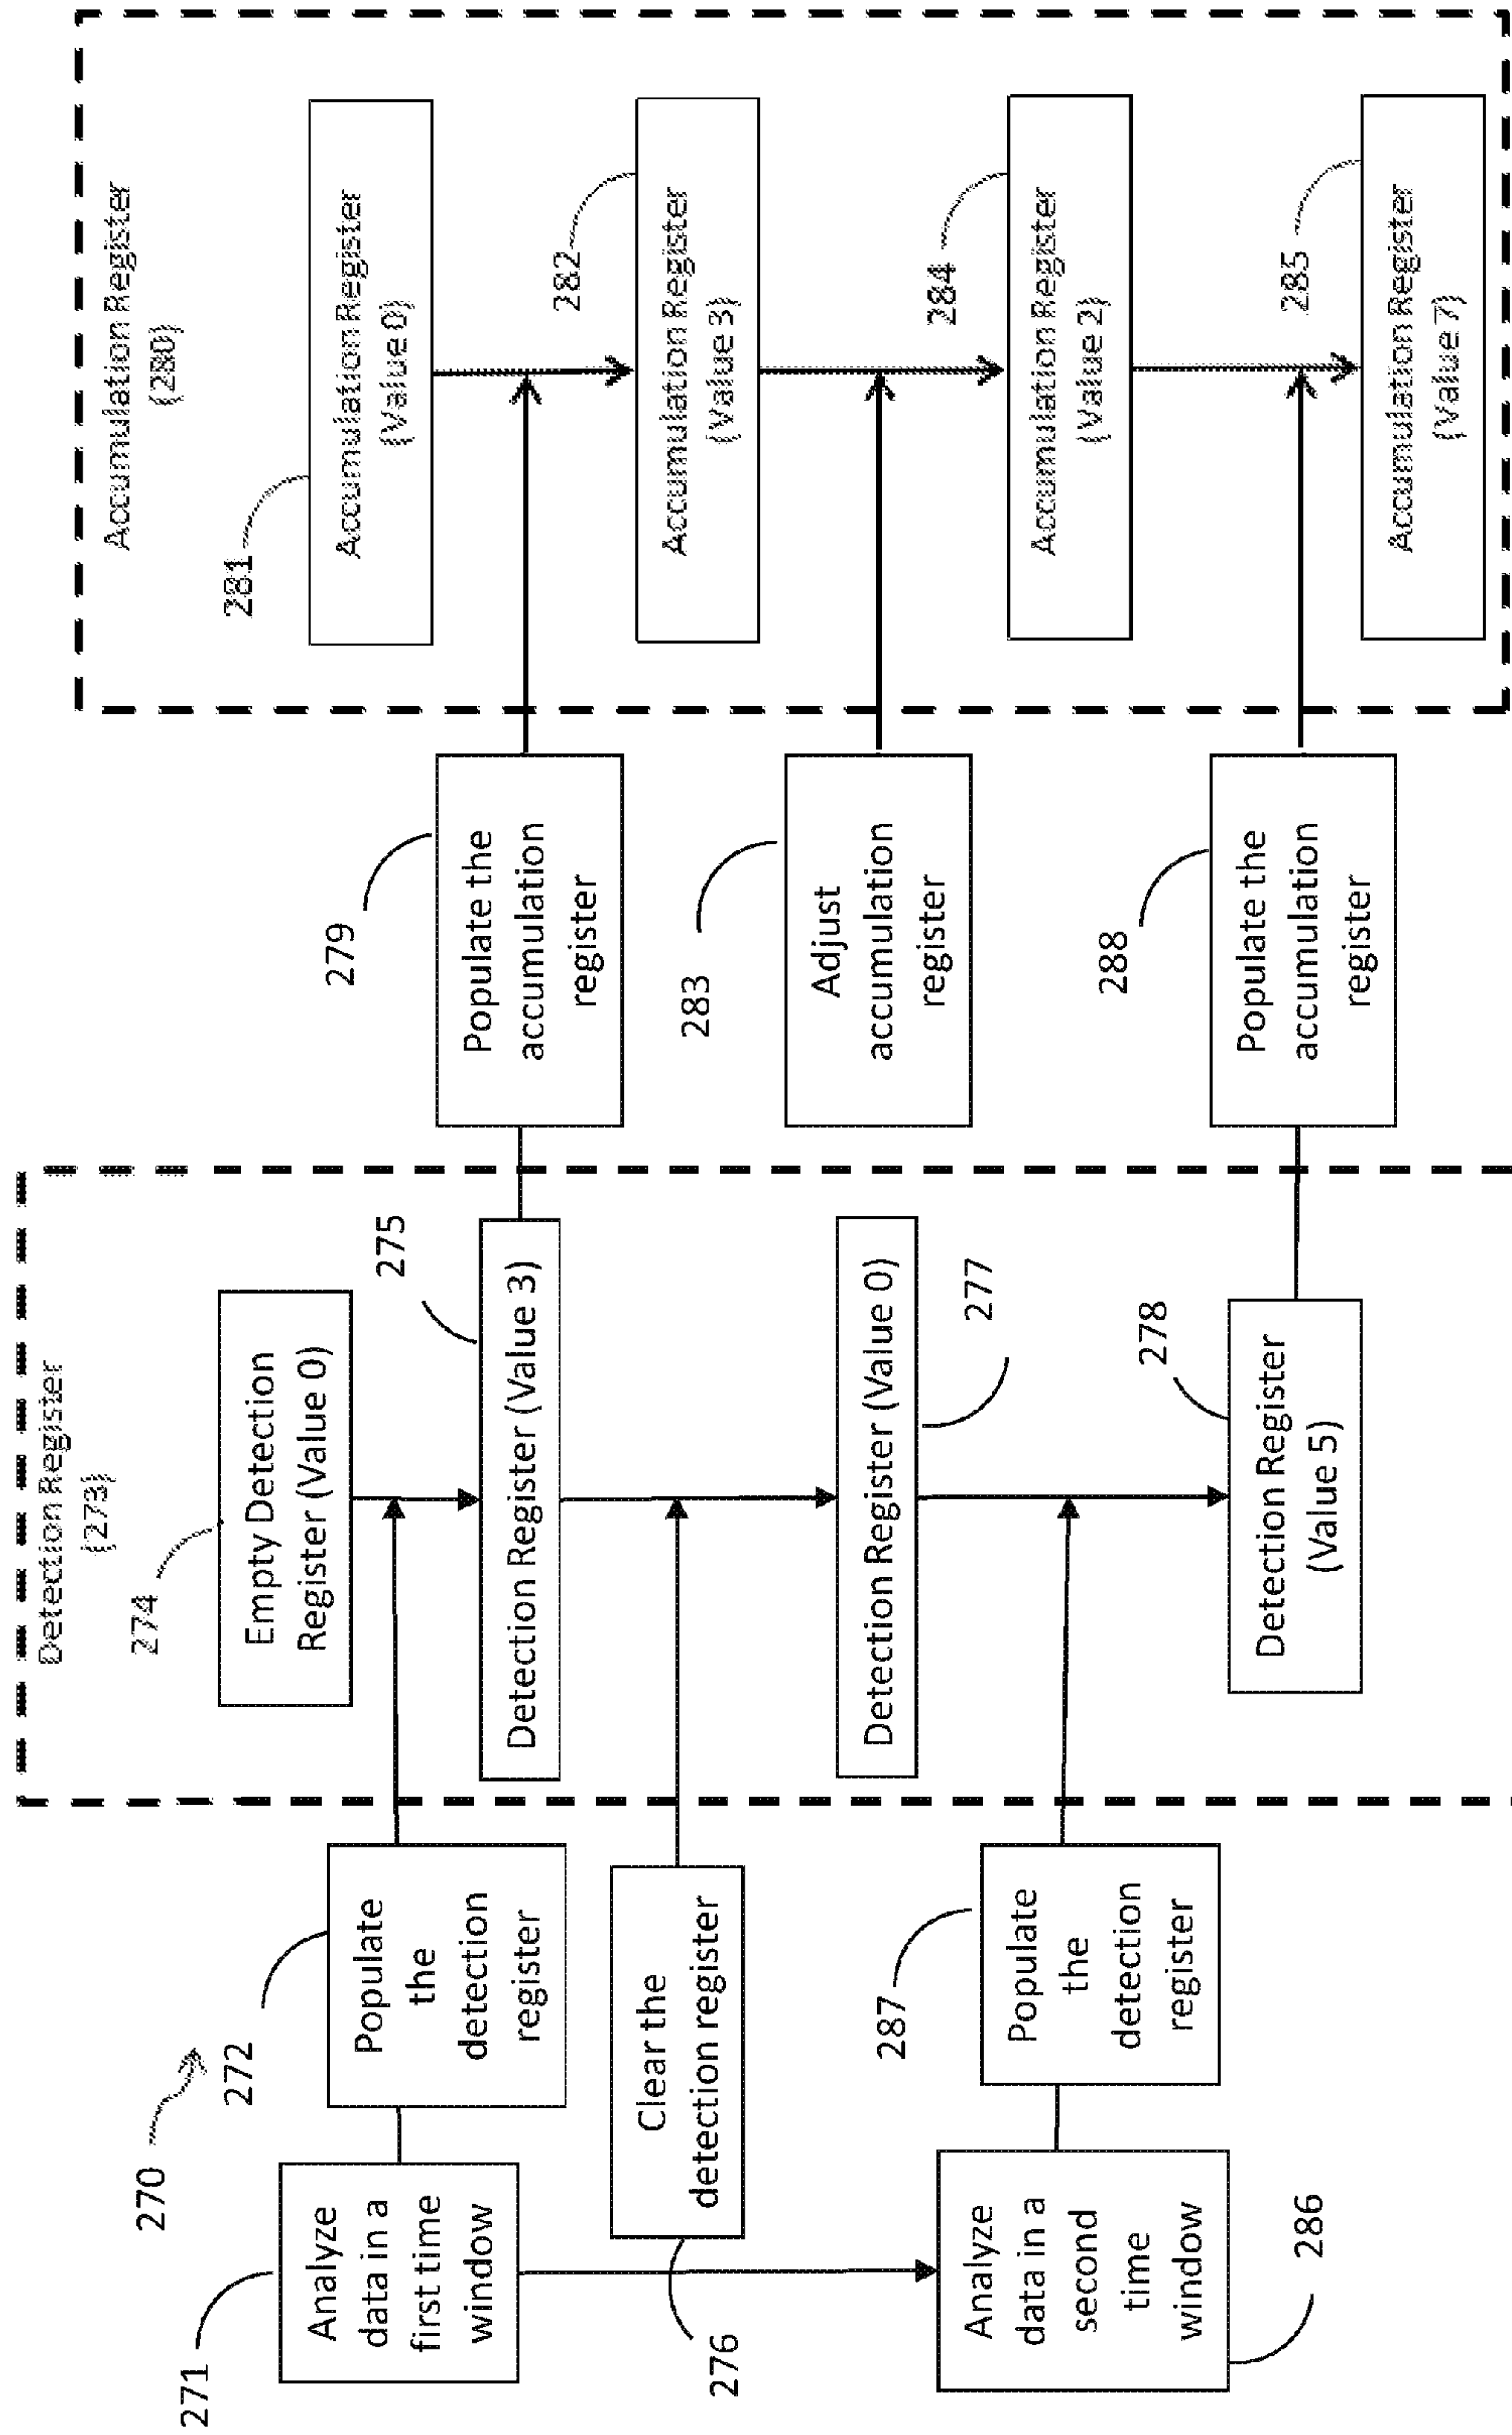 270
271
Analyze
data in a
first time
window
272
Populate
the
detection
register
276
Clear the
detection register
286
Analyze
data in a
second
time
window
287
Populate
the
detection
register
Detection Register
(273)
274
Empty Detection
Register (Value 0)
275
Detection Register (Value 3)
277
Detection Register (Value 0)
278
Detection Register
(Value 5)
279
Populate the
accumulation
register
283
Adjust
accumulation
register
288
Populate the
accumulation
register
Accumulation Register
(280)
281
Accumulation Register
(Value 0)
282
Accumulation Register
(Value 3)
284
Accumulation Register
(Value 2)
285
Accumulation Register
(Value 7)